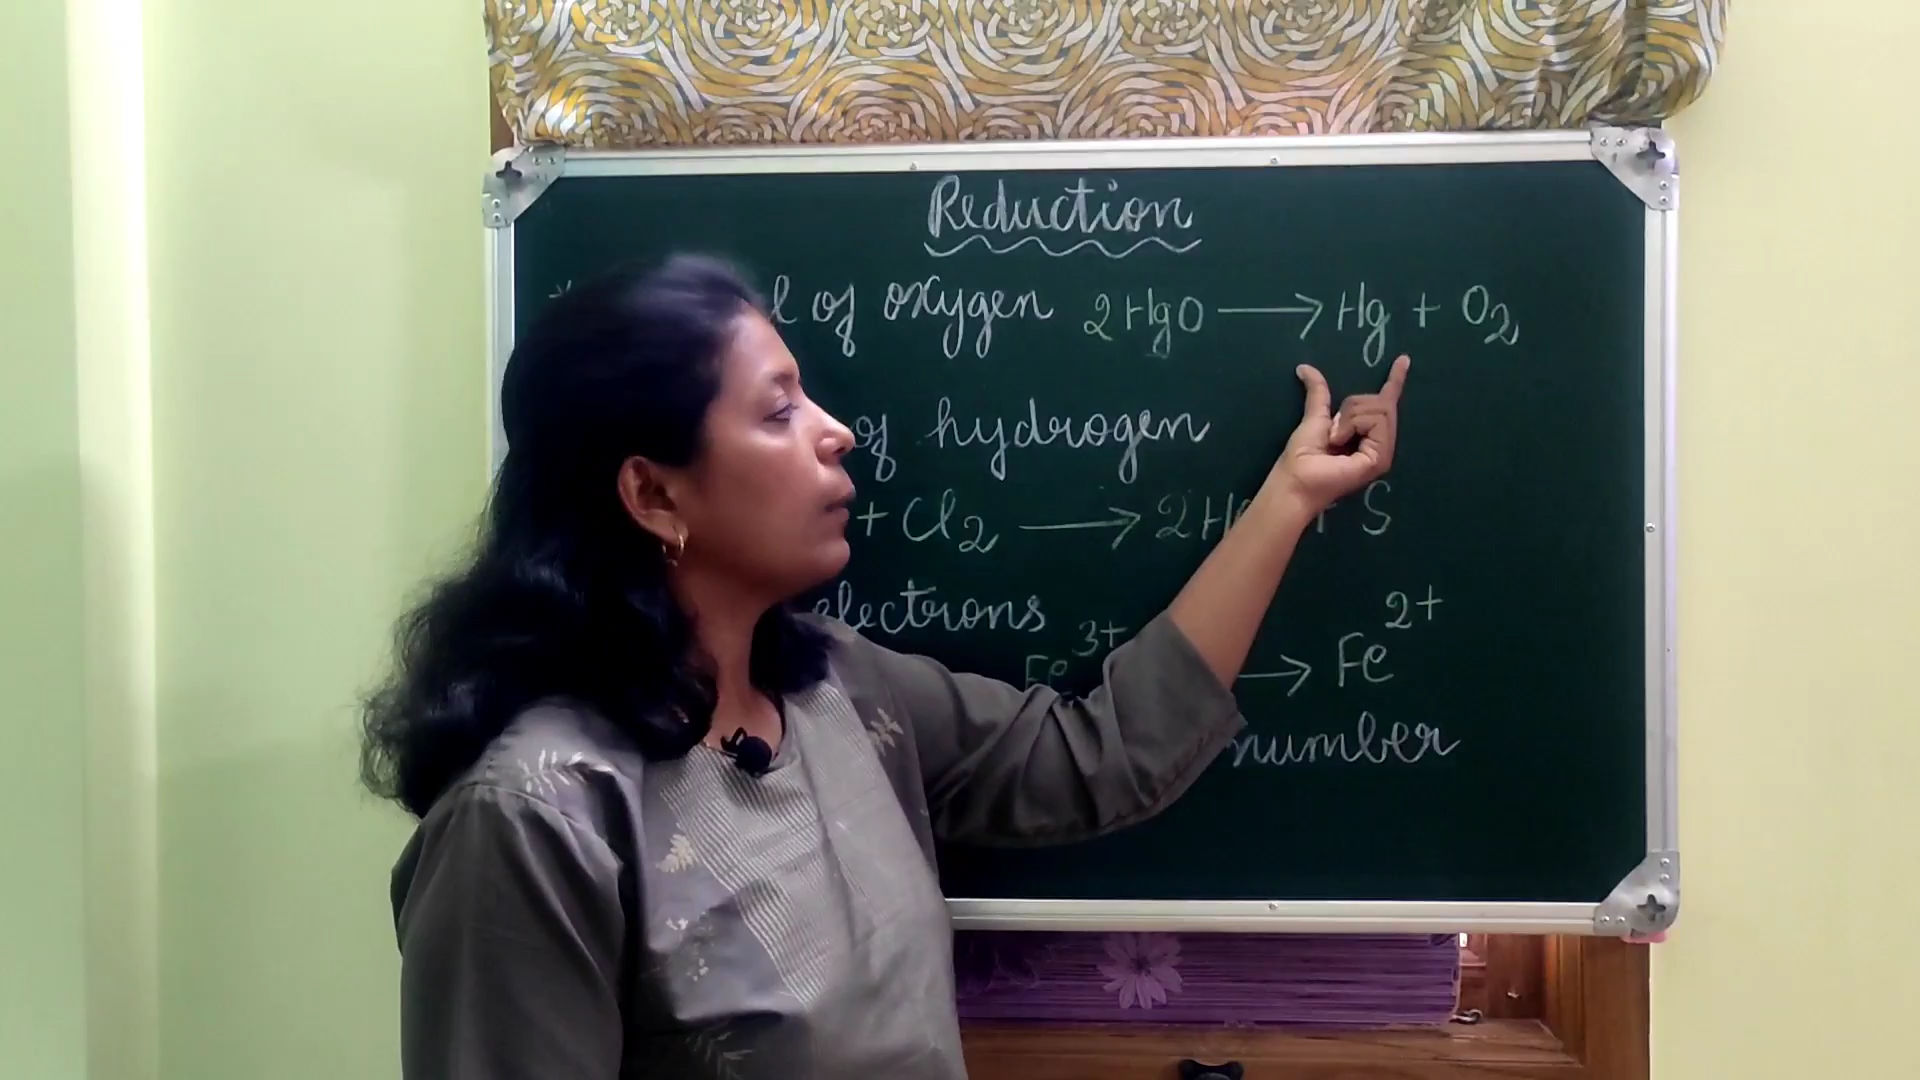 Reduction
of oxygen 2HgO → Hg + O₂
of hydrogen
+ Cl₂ → 2H + S
electrons
Fe³⁺ → Fe²⁺
number